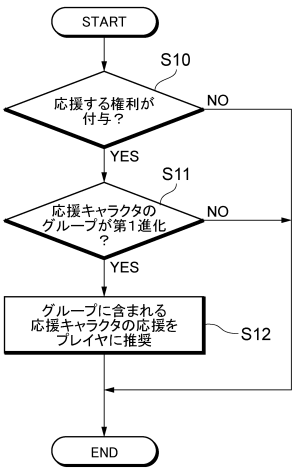 START
S10
応援する権利が
付与？
NO
YES
S11
応援キャラクタの
グループが第１進化
？
NO
YES
グループに含まれる
応援キャラクタの応援を
プレイヤに推奨
S12
END